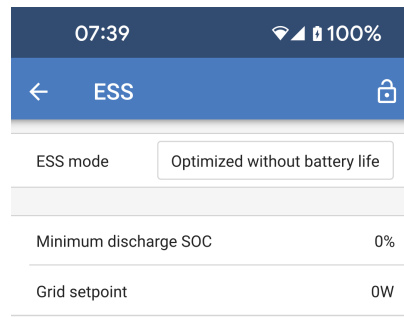 07:39 100%
ESS
ESS mode Optimized without battery life
Minimum discharge SOC 0%
Grid setpoint 0W